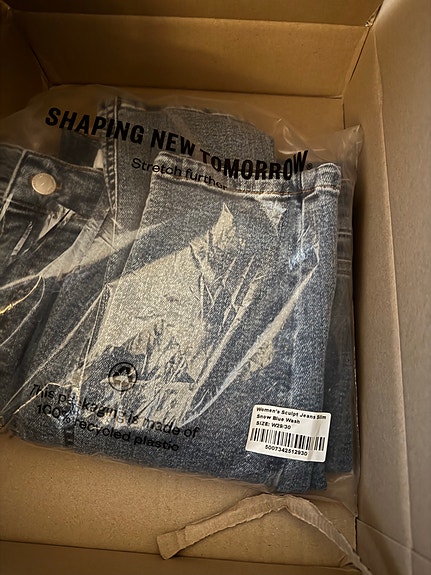 SHAPING NEW TOMORROW®
Stretch further
This packaging is made of
100% recycled plastic
Women's Sculpt Jeans Slim
Snow Blue Wash
SIZE: W29/30
5007342512930